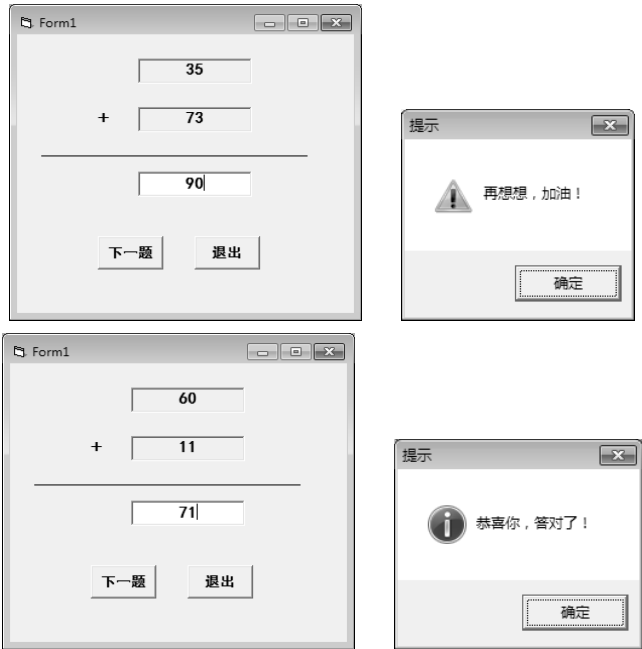 Form1
35
+ 73
90
下一题 退出
提示
再想想，加油！
确定
Form1
60
+ 11
71
下一题 退出
提示
恭喜你，答对了！
确定